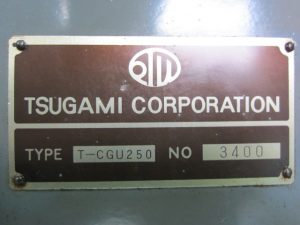 TSUGAMI CORPORATION
TYPE T-CGU250 NO 3400